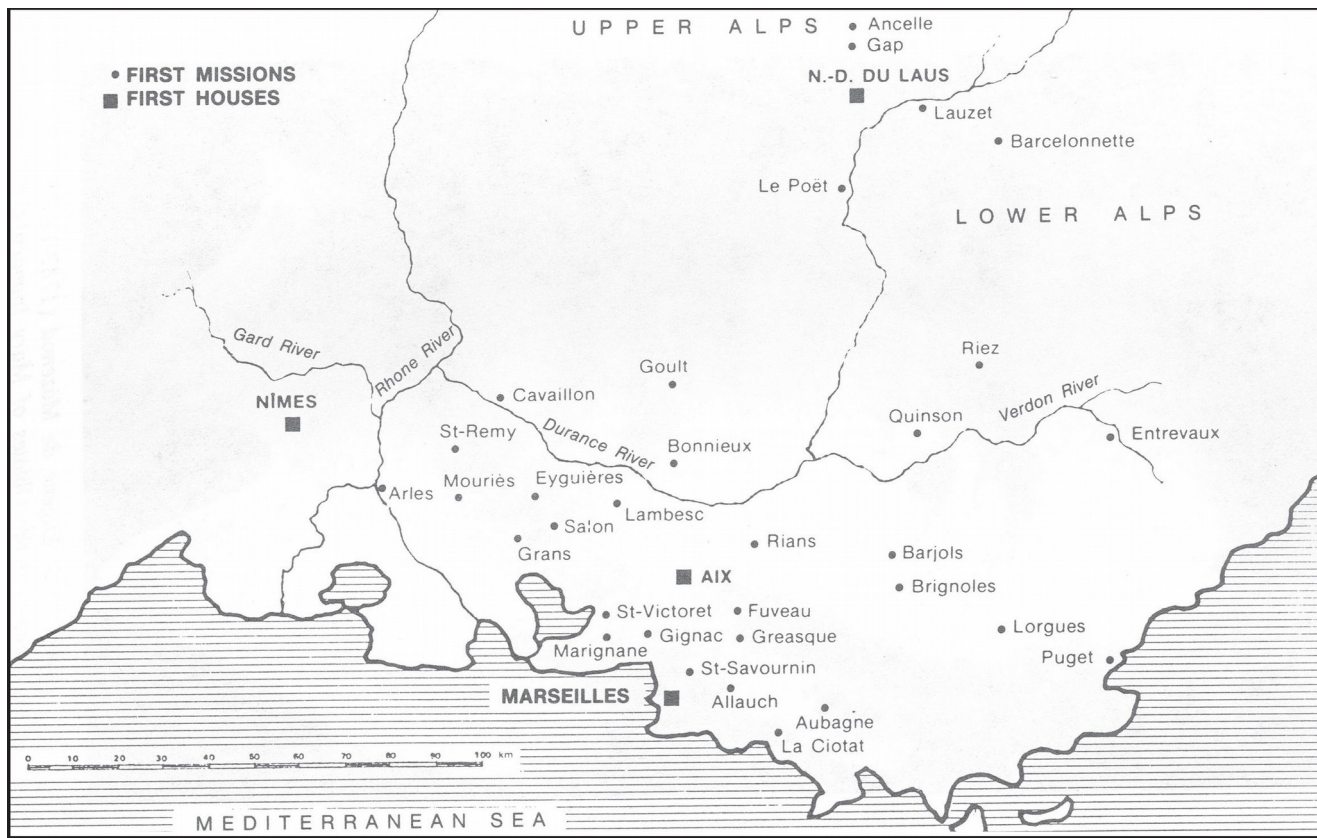 UPPER ALPS
Ancelle
Gap
FIRST MISSIONS
FIRST HOUSES
N.-D. DU LAUS
Lauzet
Barcelonnette
Le Poët
LOWER ALPS
Gard River
Rhone River
Goult
Riez
NÎMES
Cavaillon
Verdon River
St-Remy
Durance River
Quinson
Bonnieux
Entrevaux
Arles
Mouriès
Eyguières
Lambesc
Salon
Grans
Rians
Barjols
AIX
Brignoles
St-Victoret
Fuveau
Gignac
Greasque
Lorgues
Marignane
Puget
St-Savournin
MARSEILLES
Allauch
Aubagne
La Ciotat
0 10 20 30 40 50 60 70 80 90 100 km
MEDITERRANEAN SEA